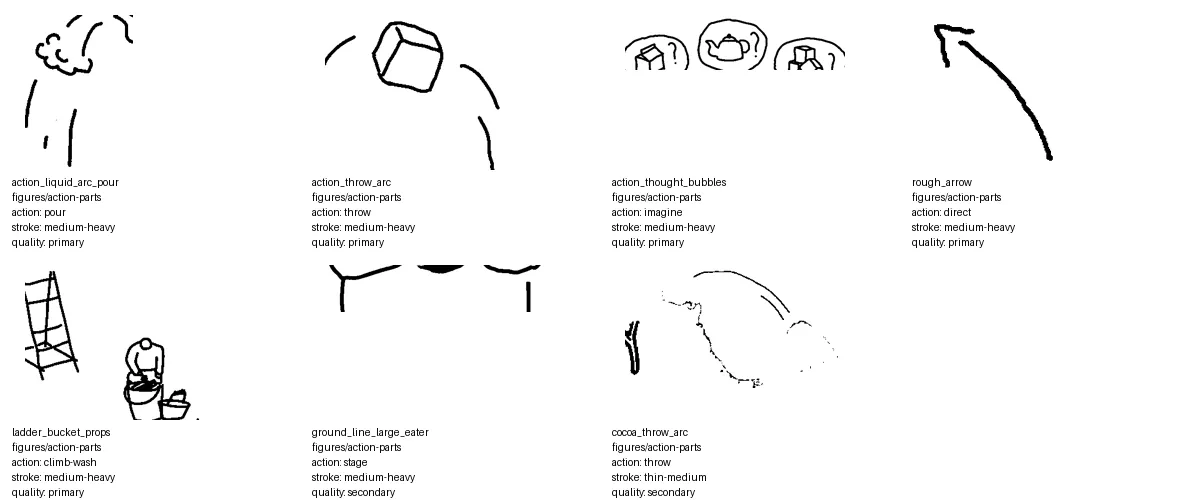 action_liquid_arc_pour
figures/action-parts
action: pour
stroke: medium-heavy
quality: primary
action_throw_arc
figures/action-parts
action: throw
stroke: medium-heavy
quality: primary
action_thought_bubbles
figures/action-parts
action: imagine
stroke: medium-heavy
quality: primary
rough_arrow
figures/action-parts
action: direct
stroke: medium-heavy
quality: primary
ladder_bucket_props
figures/action-parts
action: climb-wash
stroke: medium-heavy
quality: primary
ground_line_large_eater
figures/action-parts
action: stage
stroke: medium-heavy
quality: secondary
cocoa_throw_arc
figures/action-parts
action: throw
stroke: thin-medium
quality: secondary